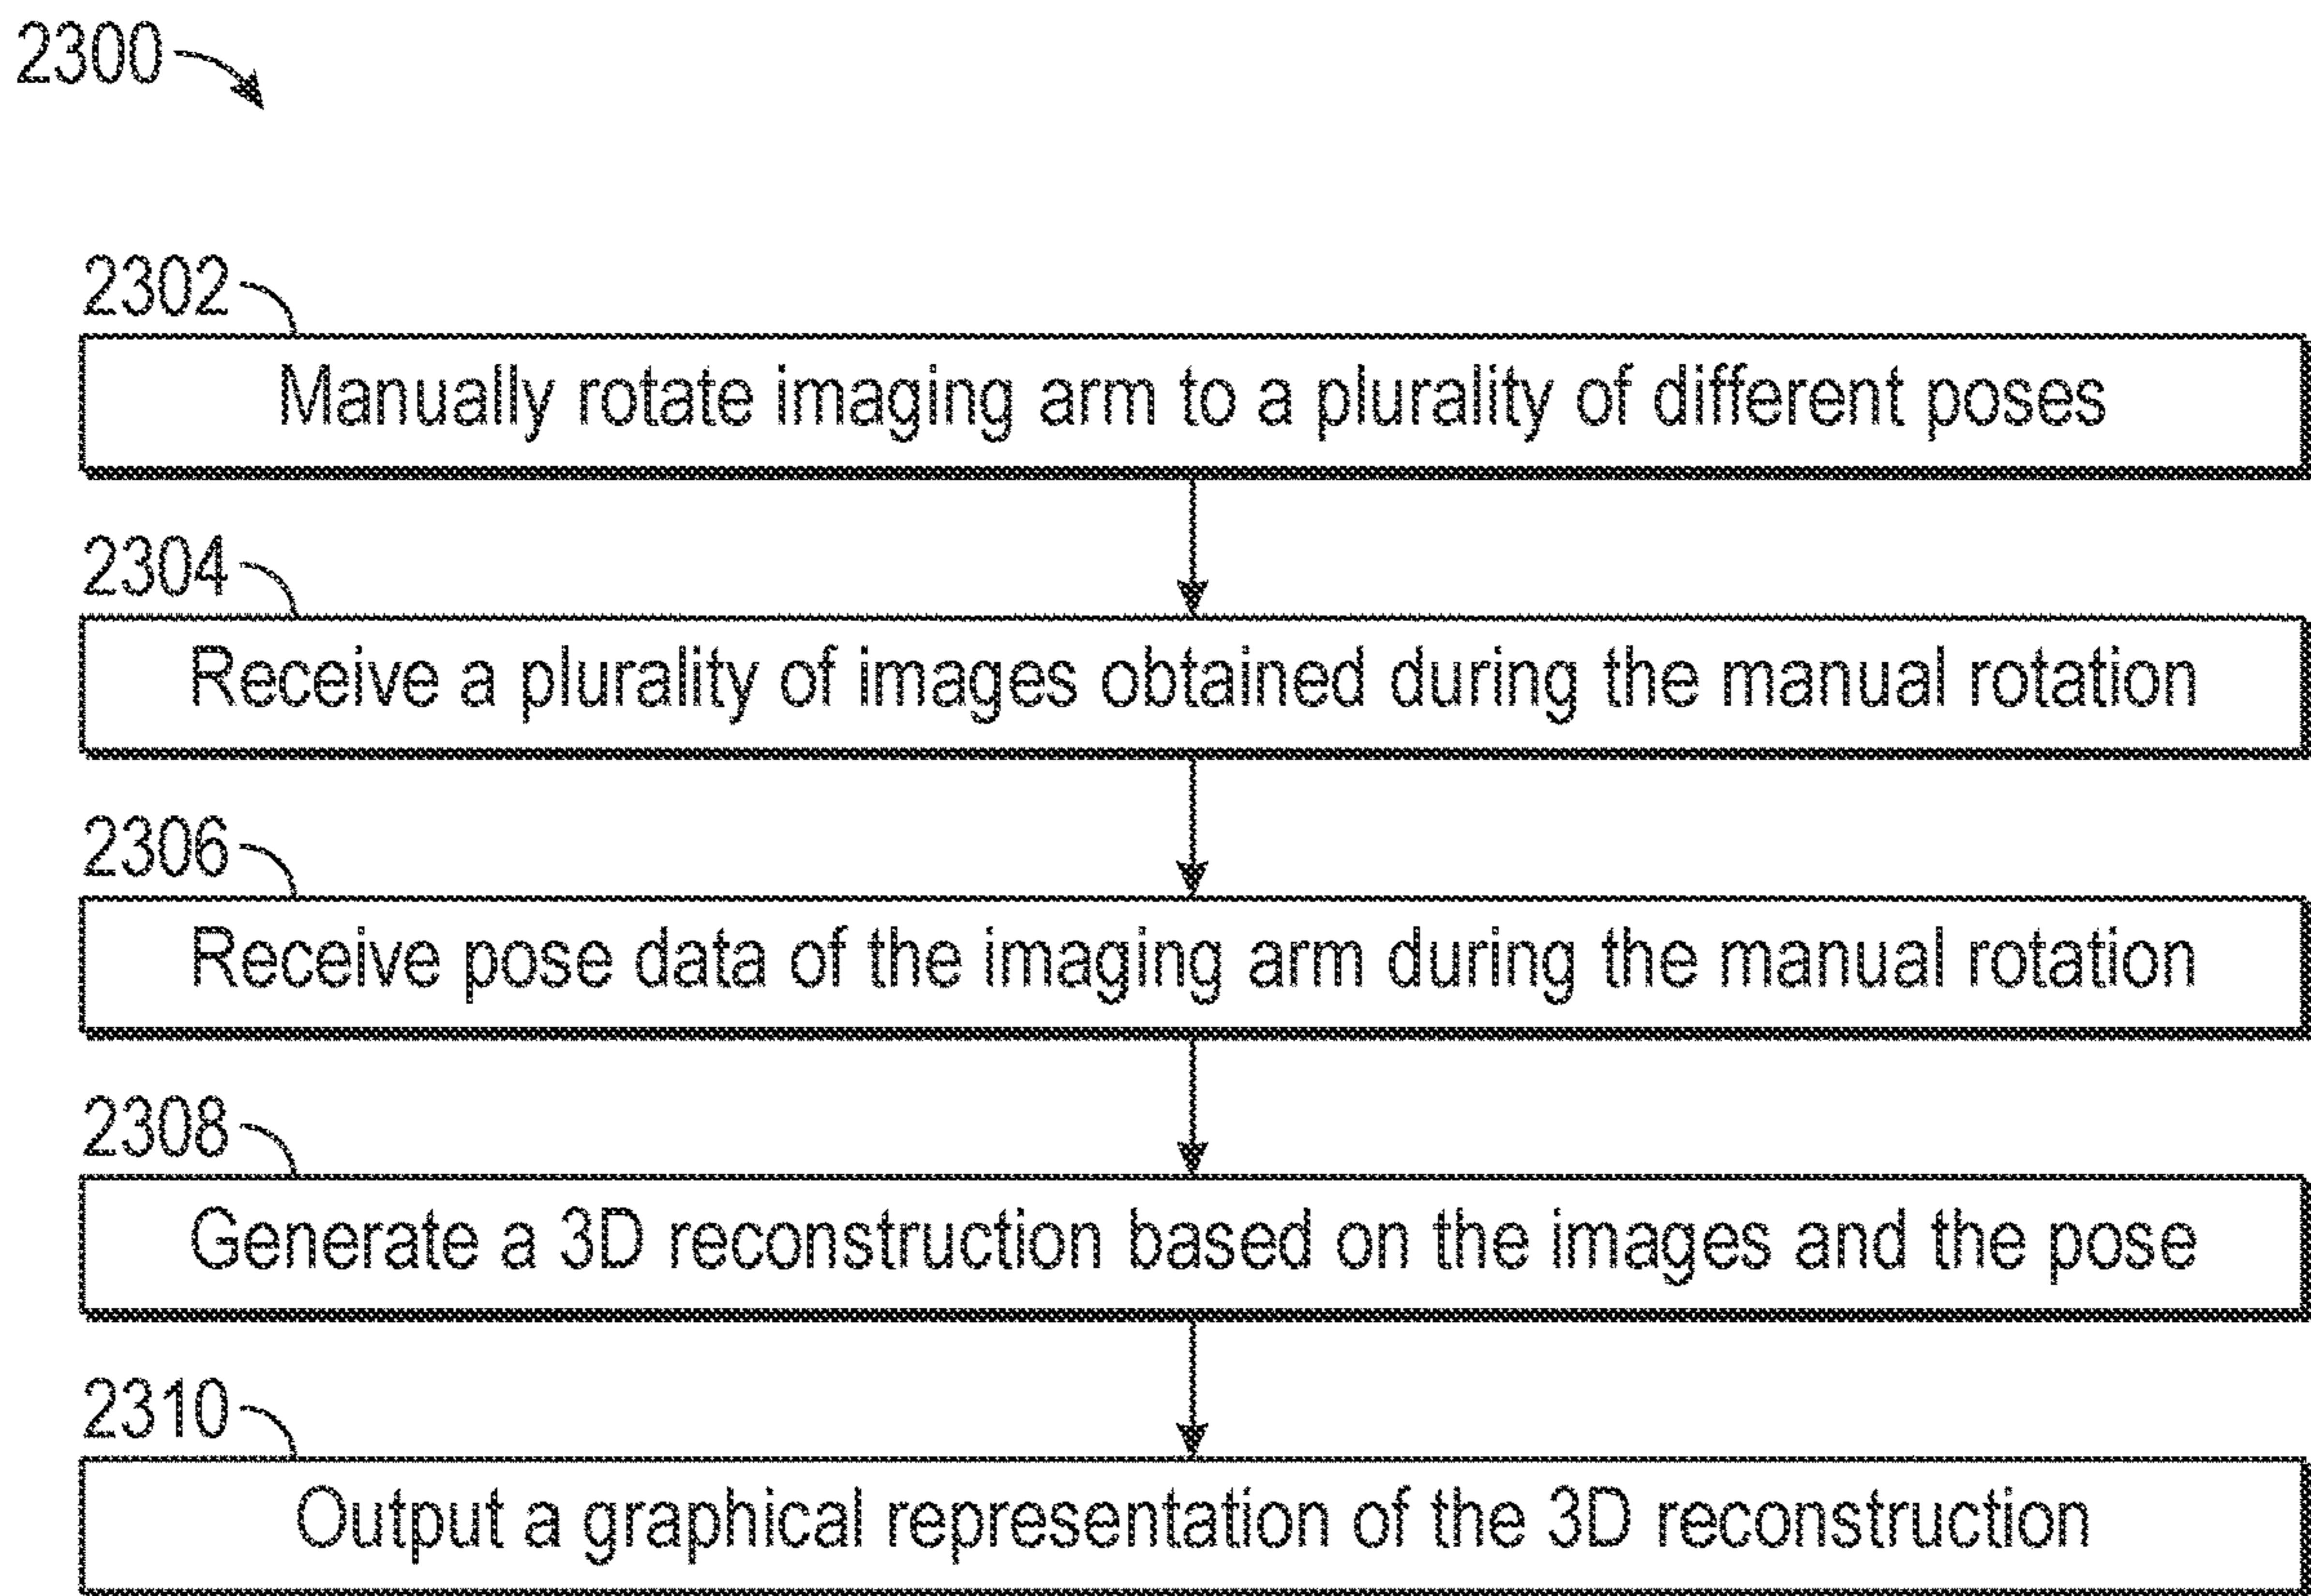 2300
2302
Manually rotate imaging arm to a plurality of different poses
2304
Receive a plurality of images obtained during the manual rotation
2306
Receive pose data of the imaging arm during the manual rotation
2308
Generate a 3D reconstruction based on the images and the pose
2310
Output a graphical representation of the 3D reconstruction